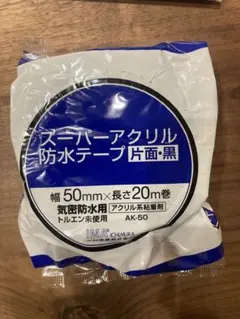 スーパーアクリル
防水テープ 片面・黒
幅50mm×長さ20m巻
気密防水用 アクリル系粘着剤
トルエン未使用 AK-50